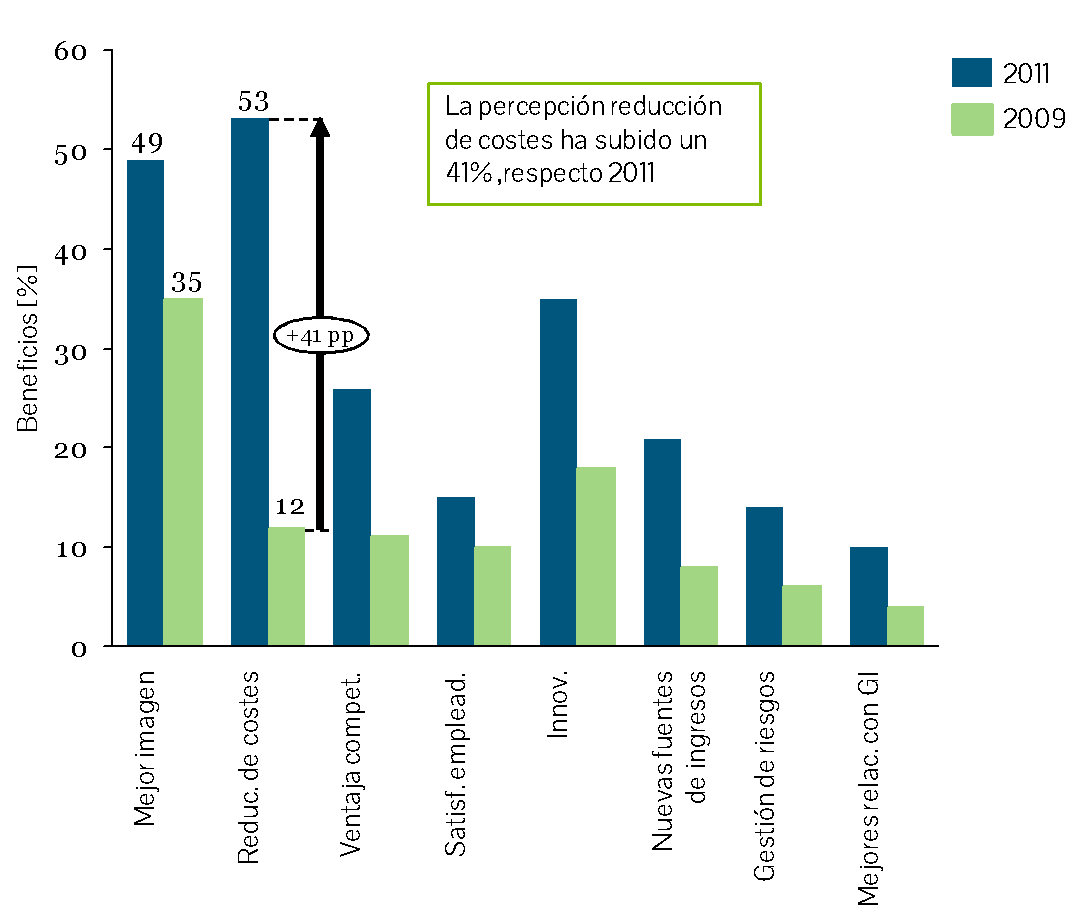 60
50
40
30
20
10
0
Beneficios [%]
49
35
53
12
+41 pp
La percepción reducción
de costes ha subido un
41% ,respecto 2011
2011
2009
Mejor imagen
Reduc. de costes
Ventaja compet.
Satisf. emplead.
Innov.
Nuevas fuentes
de ingresos
Gestión de riesgos
Mejores relac. con GI